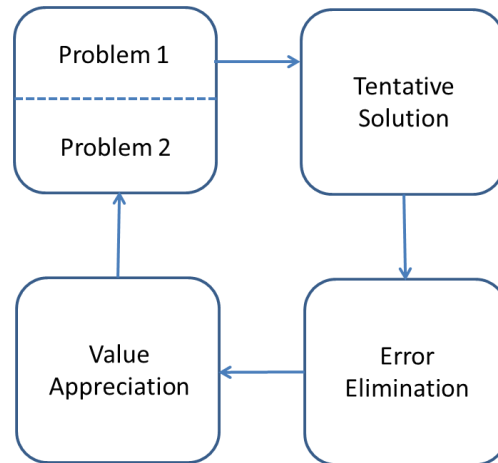 Problem 1
Problem 2
Tentative
Solution
Value
Appreciation
Error
Elimination